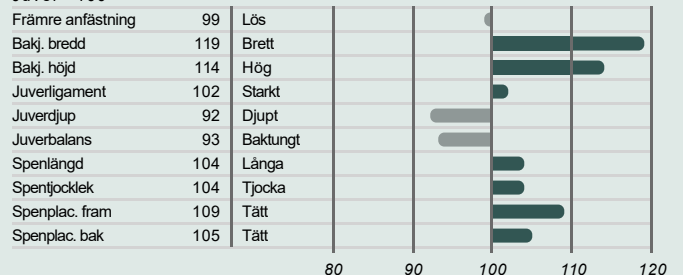 Främre anfästning 99 Lös
Bakj. bredd 119 Brett
Bakj. höjd 114 Hög
Juverligament 102 Starkt
Juverdjup 92 Djupt
Juverbalans 93 Baktungt
Spenlängd 104 Långa
Spentjocklek 104 Tjocka
Spenplac. fram 109 Tätt
Spenplac. bak 105 Tätt
80 90 100 110 120